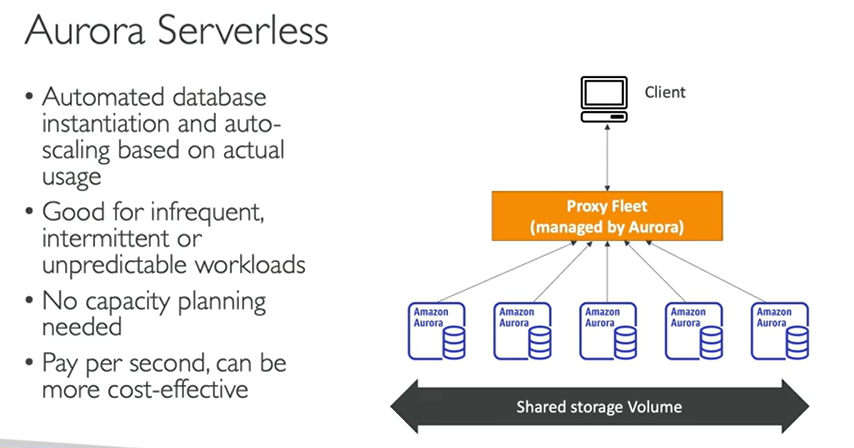 Aurora Serverless
• Automated database
instantiation and auto-
scaling based on actual
usage
• Good for infrequent,
intermittent or
unpredictable workloads
• No capacity planning
needed
• Pay per second, can be
more cost-effective
Client
Proxy Fleet
(managed by Aurora)
Amazon
Aurora
Amazon
Aurora
Amazon
Aurora
Amazon
Aurora
Amazon
Aurora
Shared storage Volume